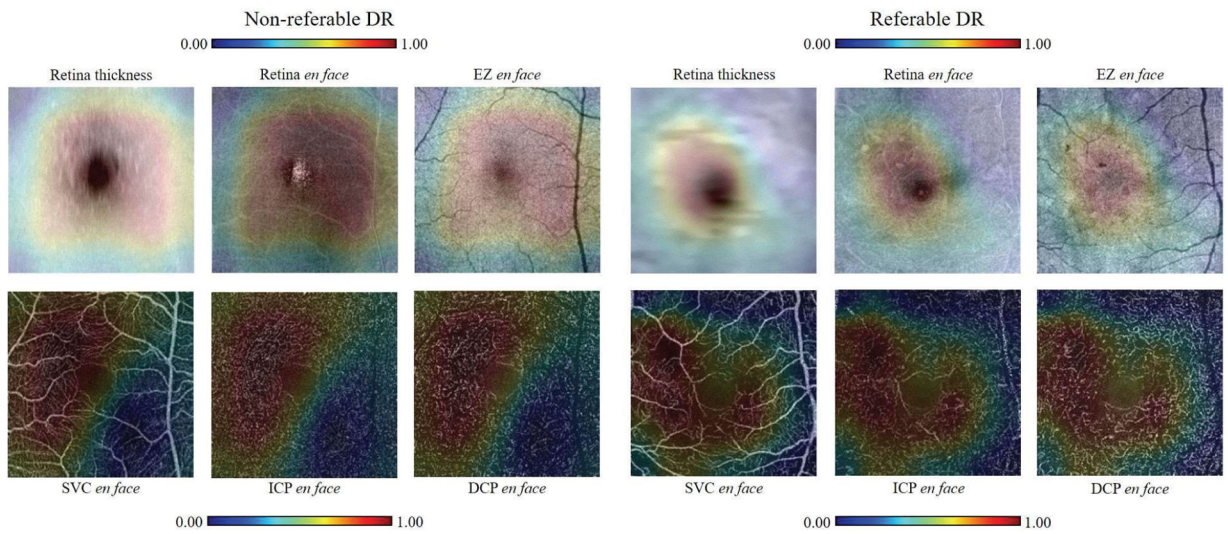 Non-referable DR
Referable DR
0.00 1.00
0.00 1.00
Retina thickness
Retina en face
EZ en face
Retina thickness
Retina en face
EZ en face
SVC en face
ICP en face
DCP en face
SVC en face
ICP en face
DCP en face
0.00 1.00
0.00 1.00